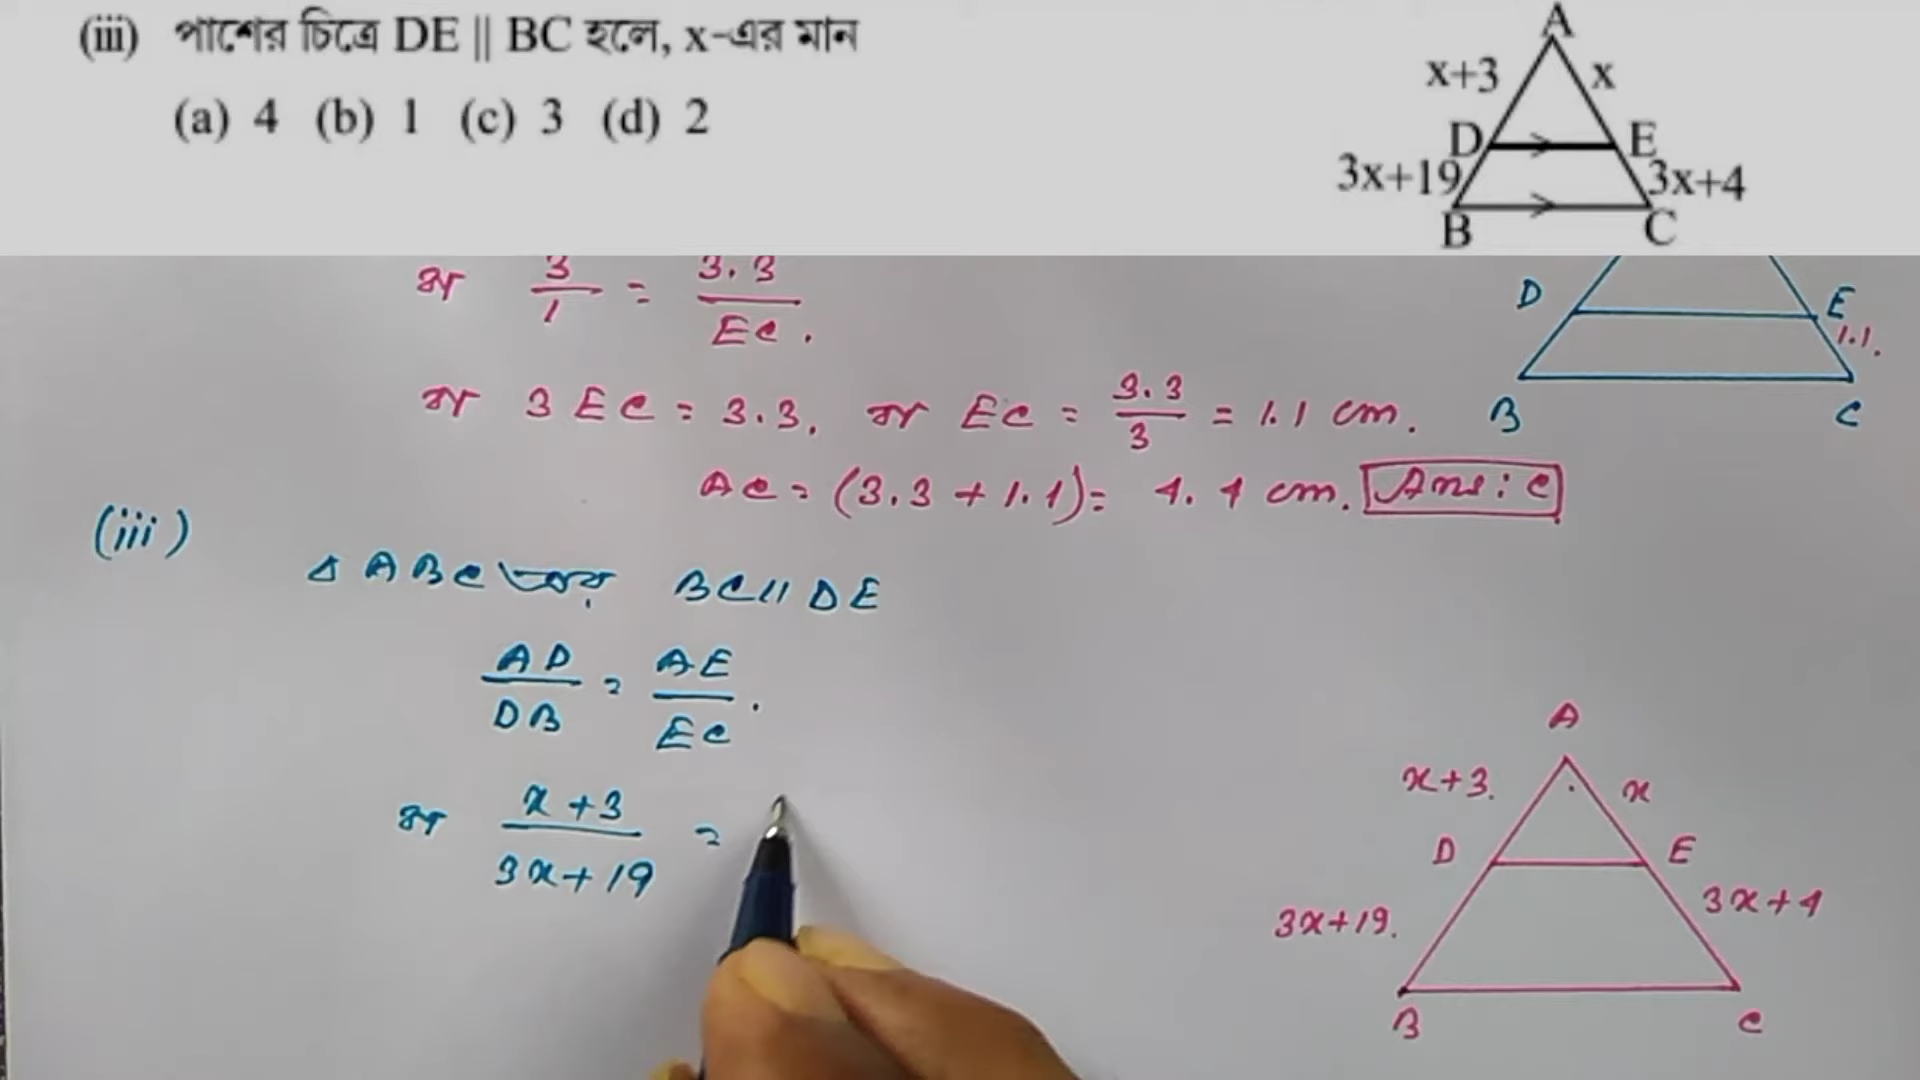 (iii) পাশের চিত্রে DE || BC হলে, x-এর মান
(a) 4 (b) 1 (c) 3 (d) 2
A
x+3 x
D E
3x+19 3x+4
B C
বা 3/1 = 3.3/EC.
D E
1.1.
B C
বা 3 EC = 3.3, বা EC = 3.3/3 = 1.1 cm.
AC = (3.3 + 1.1) = 4.4 cm. Ans: C
(iii)
Δ ABC BC || DE
AD/DB = AE/EC.
বা x+3/3x+19 =
A
x+3. x
D E
3x+19. 3x+4
B C